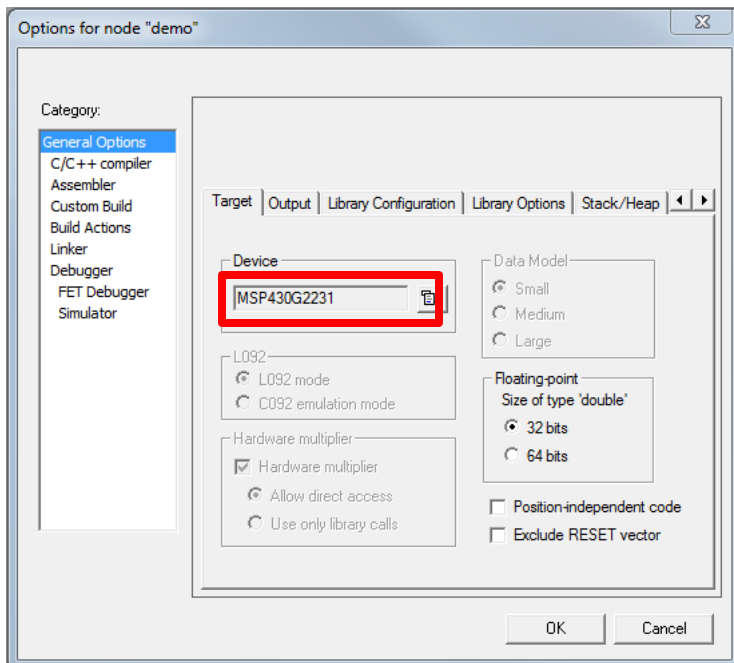 Options for node "demo"
Category:
General Options
C/C++ compiler
Assembler
Custom Build
Build Actions
Linker
Debugger
FET Debugger
Simulator
Target Output Library Configuration Library Options Stack/Heap
Device
MSP430G2231
L092
L092 mode
C092 emulation mode
Hardware multiplier
Hardware multiplier
Allow direct access
Use only library calls
Data Model
Small
Medium
Large
Floating-point
Size of type 'double'
32 bits
64 bits
Position-independent code
Exclude RESET vector
OK Cancel